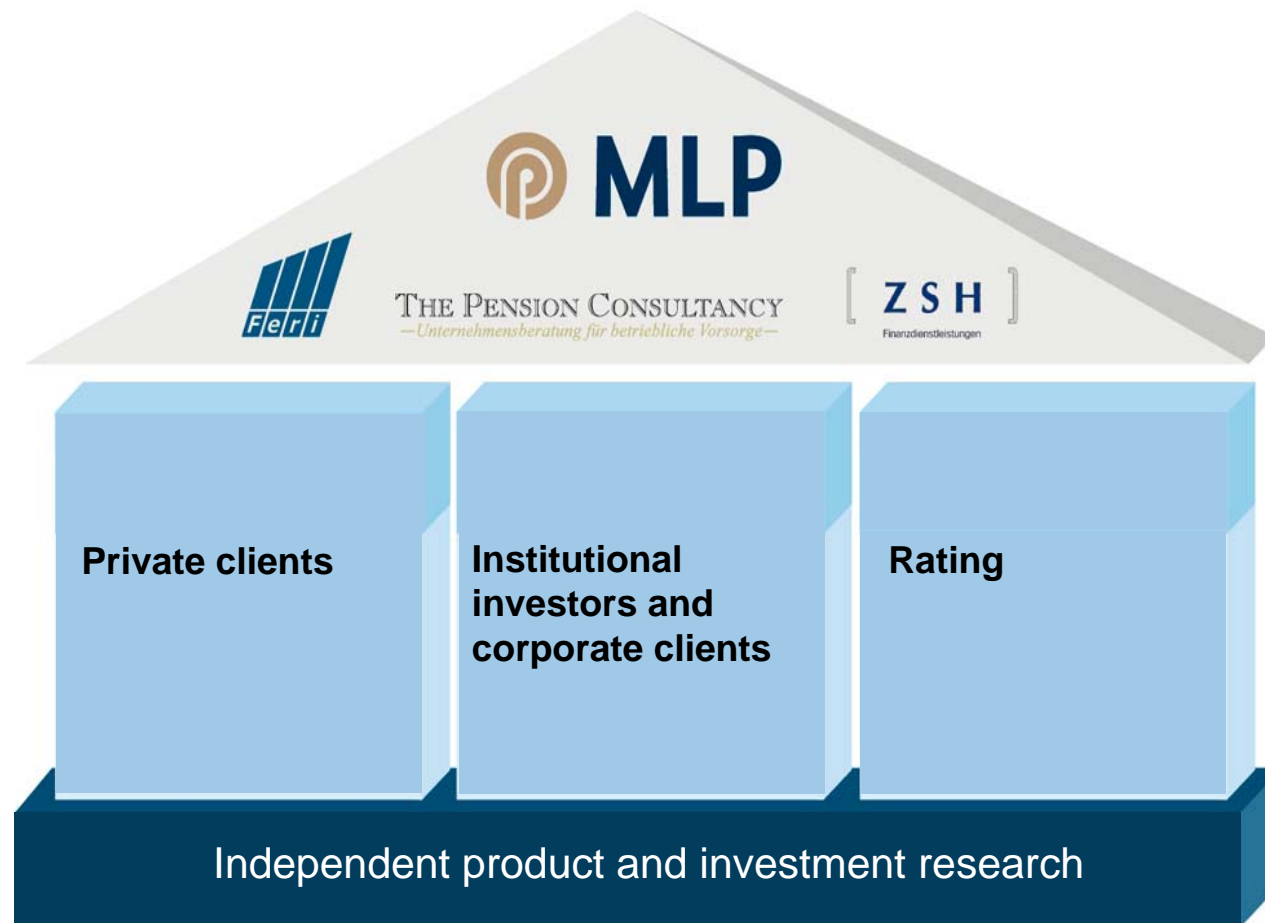 MLP
Feri
THE PENSION CONSULTANCY
—Unternehmensberatung für betriebliche Vorsorge—
[ Z S H ]
Finanzdienstleistungen
Private clients
Institutional
investors and
corporate clients
Rating
Independent product and investment research